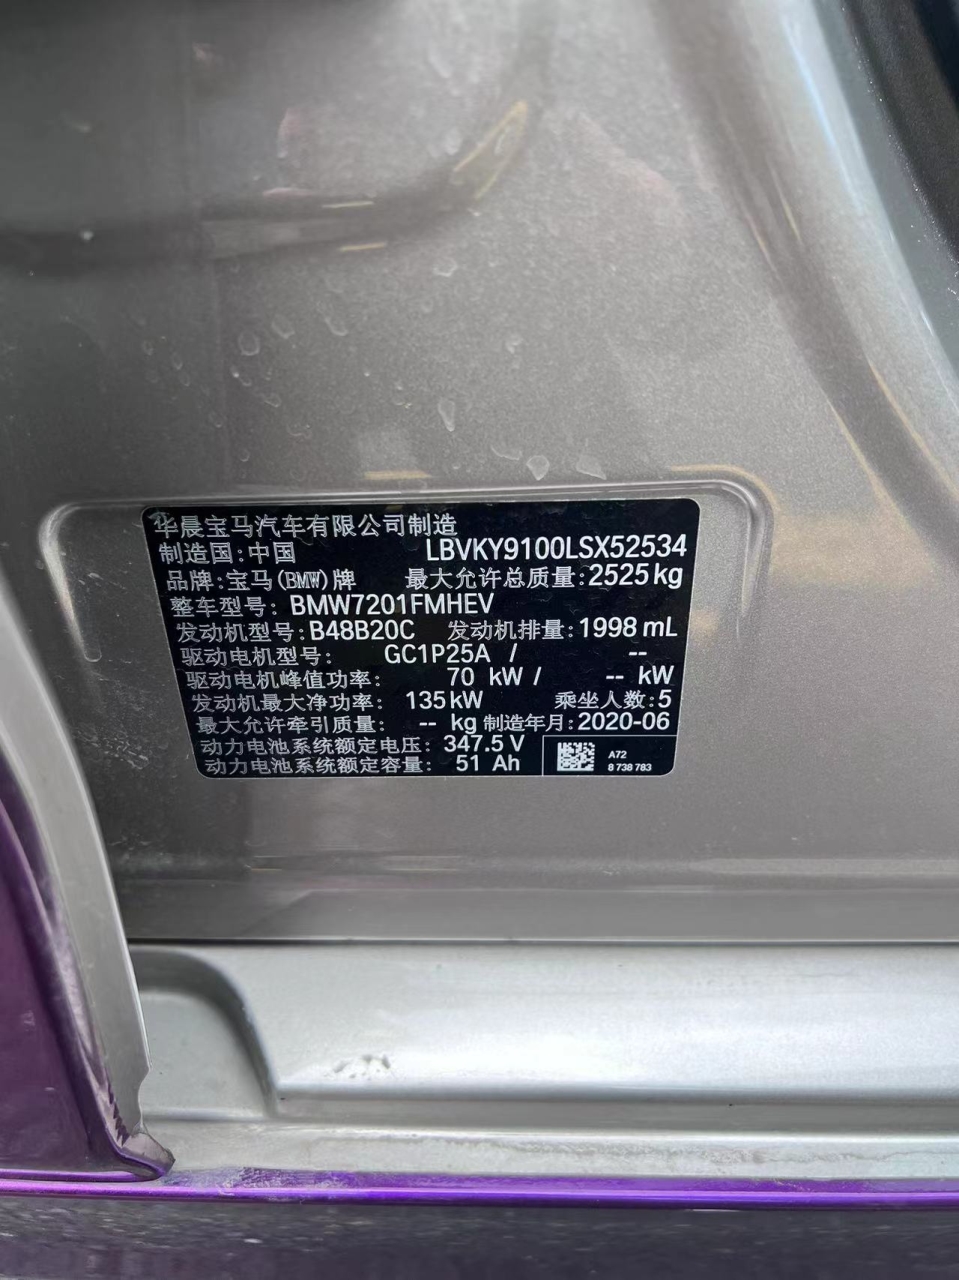 华晨宝马汽车有限公司制造
制造国:中国 LBVKY9100LSX52534
品牌:宝马(BMW)牌 最大允许总质量:2525kg
整车型号: BMW7201FMHEV
发动机型号:B48B20C 发动机排量:1998 mL
驱动电机型号: GC1P25A / --
驱动电机峰值功率: 70 kW / -- kW
发动机最大净功率: 135kW 乘坐人数:5
最大允许牵引质量: -- kg 制造年月:2020-06
动力电池系统额定电压: 347.5 V
动力电池系统额定容量: 51 Ah
A72
8 738 783